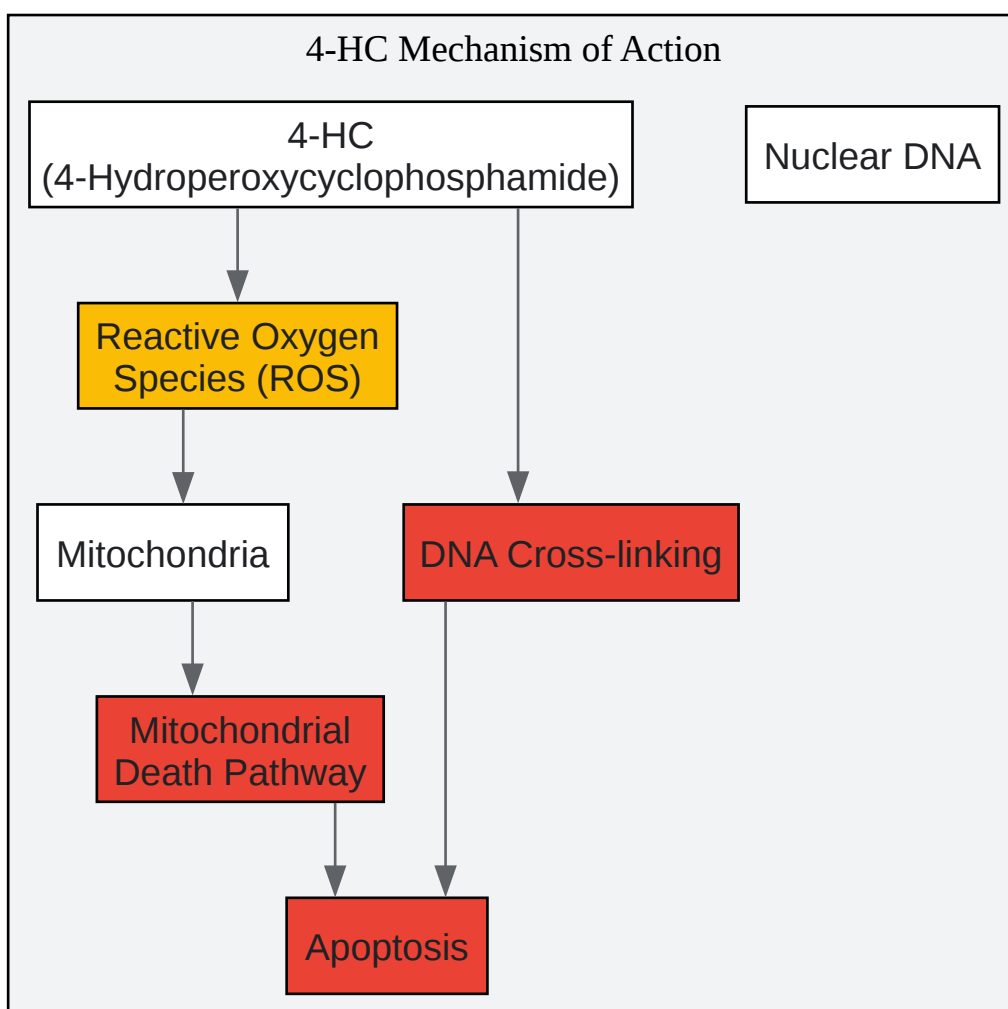 4-HC Mechanism of Action
4-HC
(4-Hydroperoxycyclophosphamide)
Nuclear DNA
Reactive Oxygen
Species (ROS)
Mitochondria
DNA Cross-linking
Mitochondrial
Death Pathway
Apoptosis